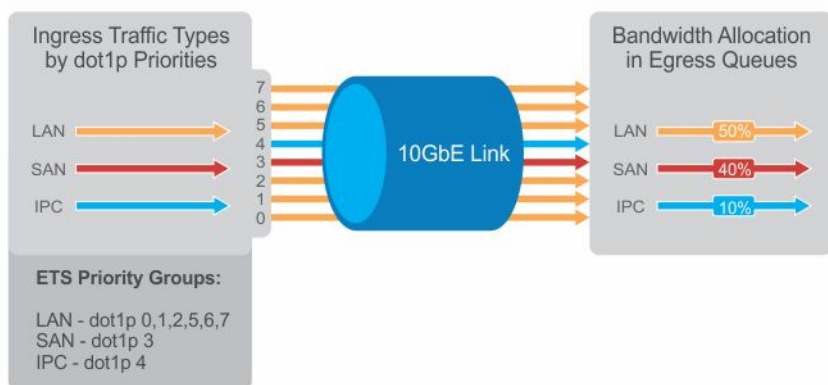 Ingress Traffic Types
by dot1p Priorities
LAN
SAN
IPC
7
6
5
4
3
2
1
0
10GbE Link
Bandwidth Allocation
in Egress Queues
LAN 50%
SAN 40%
IPC 10%
ETS Priority Groups:
LAN - dot1p 0,1,2,5,6,7
SAN - dot1p 3
IPC - dot1p 4